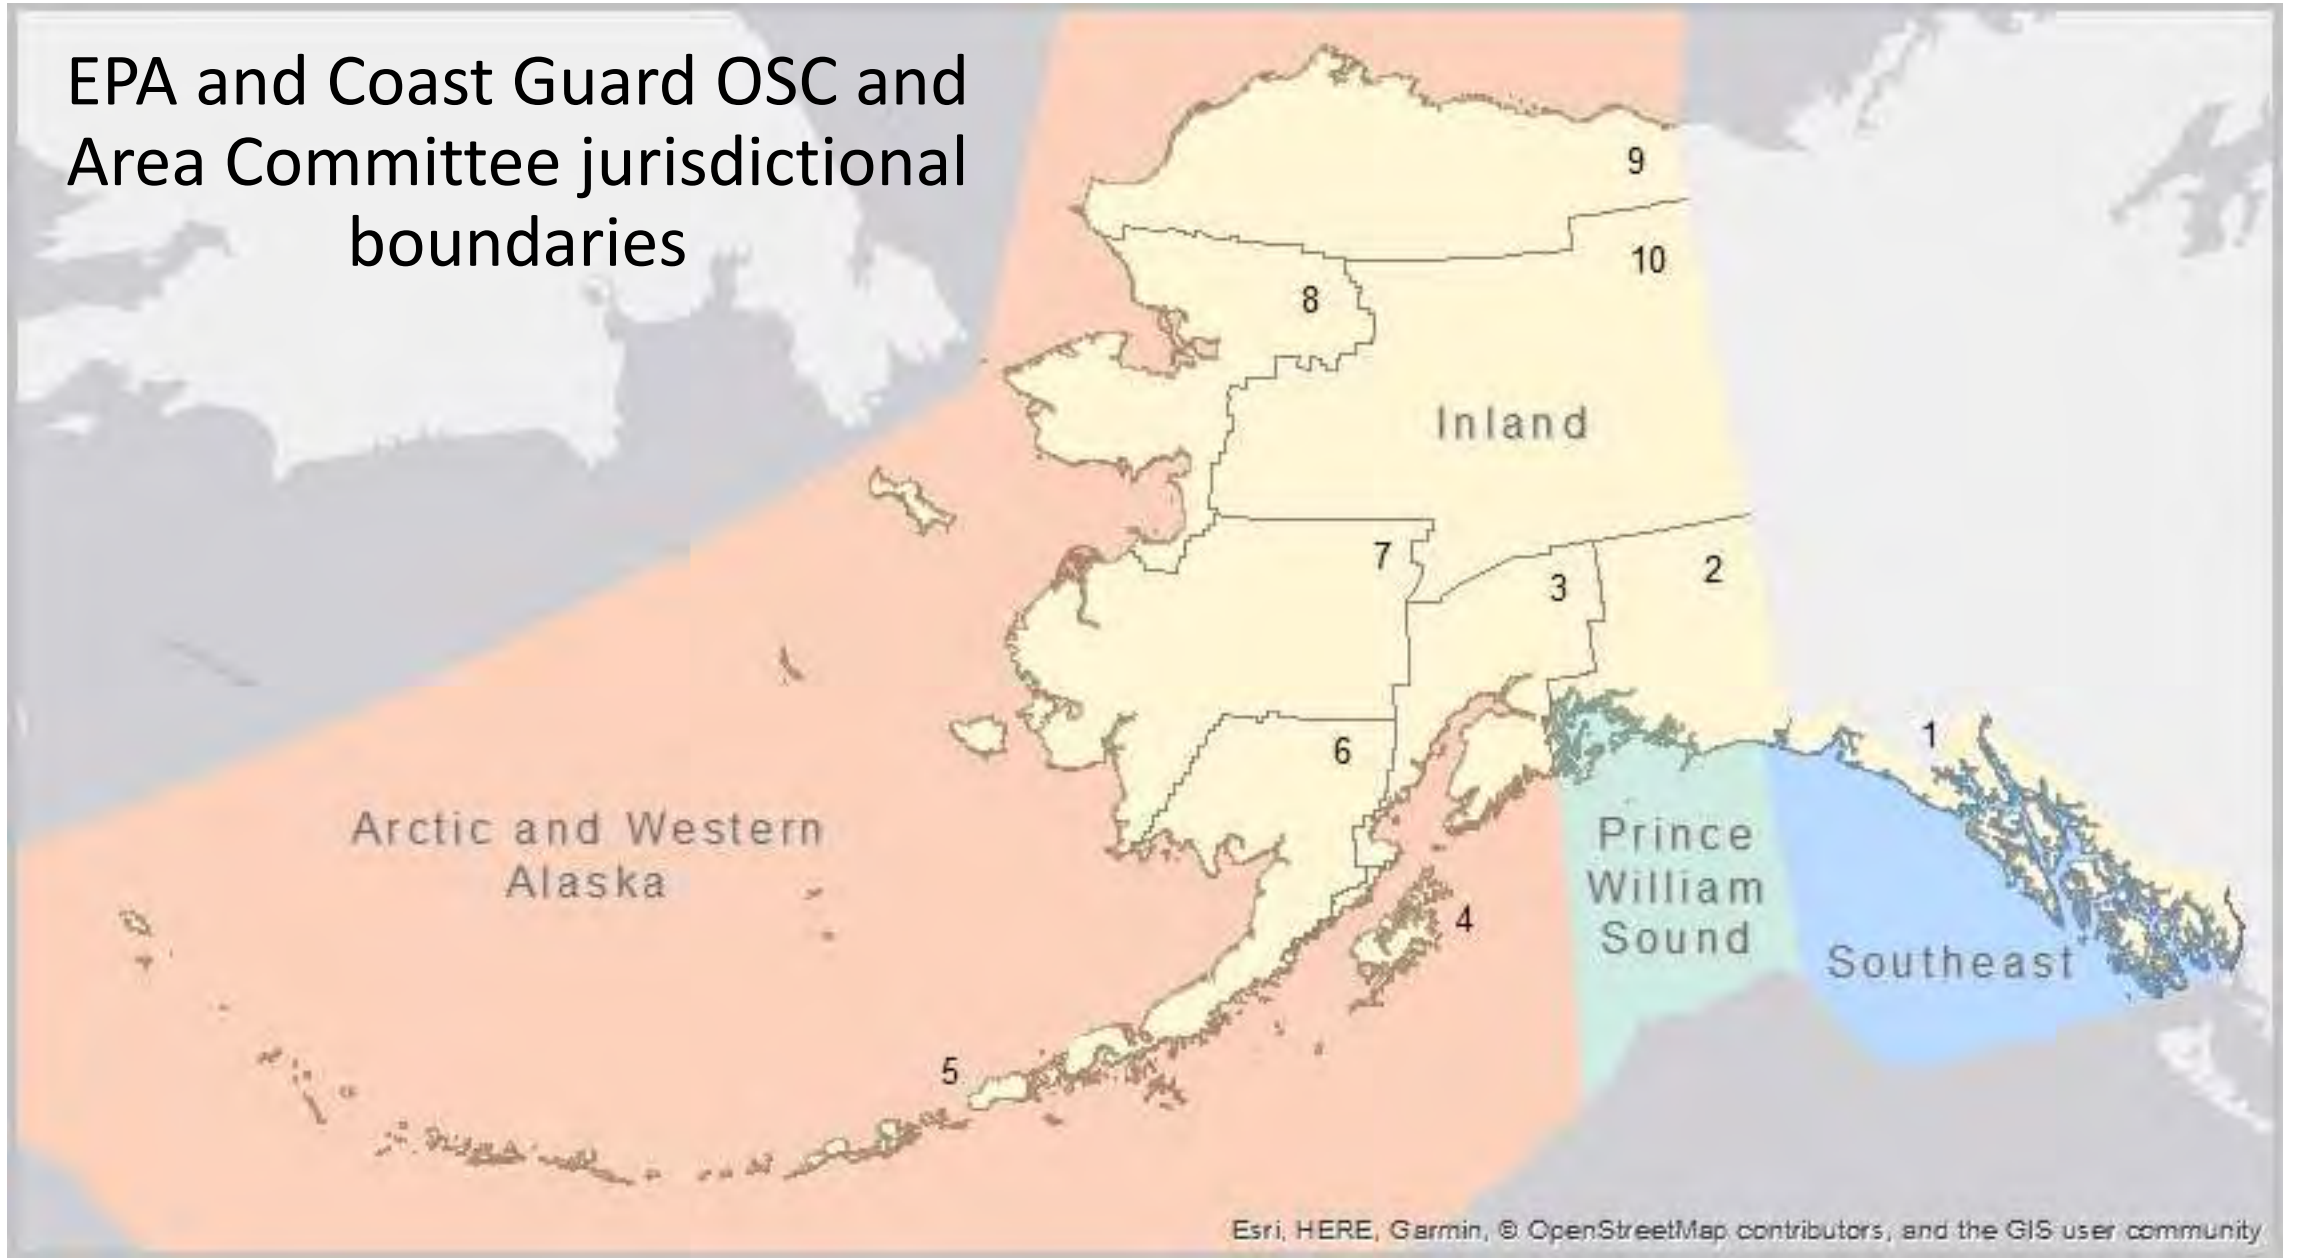 EPA and Coast Guard OSC and
Area Committee jurisdictional
boundaries
9
10
8
Inland
7
3
2
1
6
Arctic and Western
Alaska
Prince
William
Sound
4
Southeast
5
Esri, HERE, Garmin, © OpenStreetMap contributors, and the GIS user community